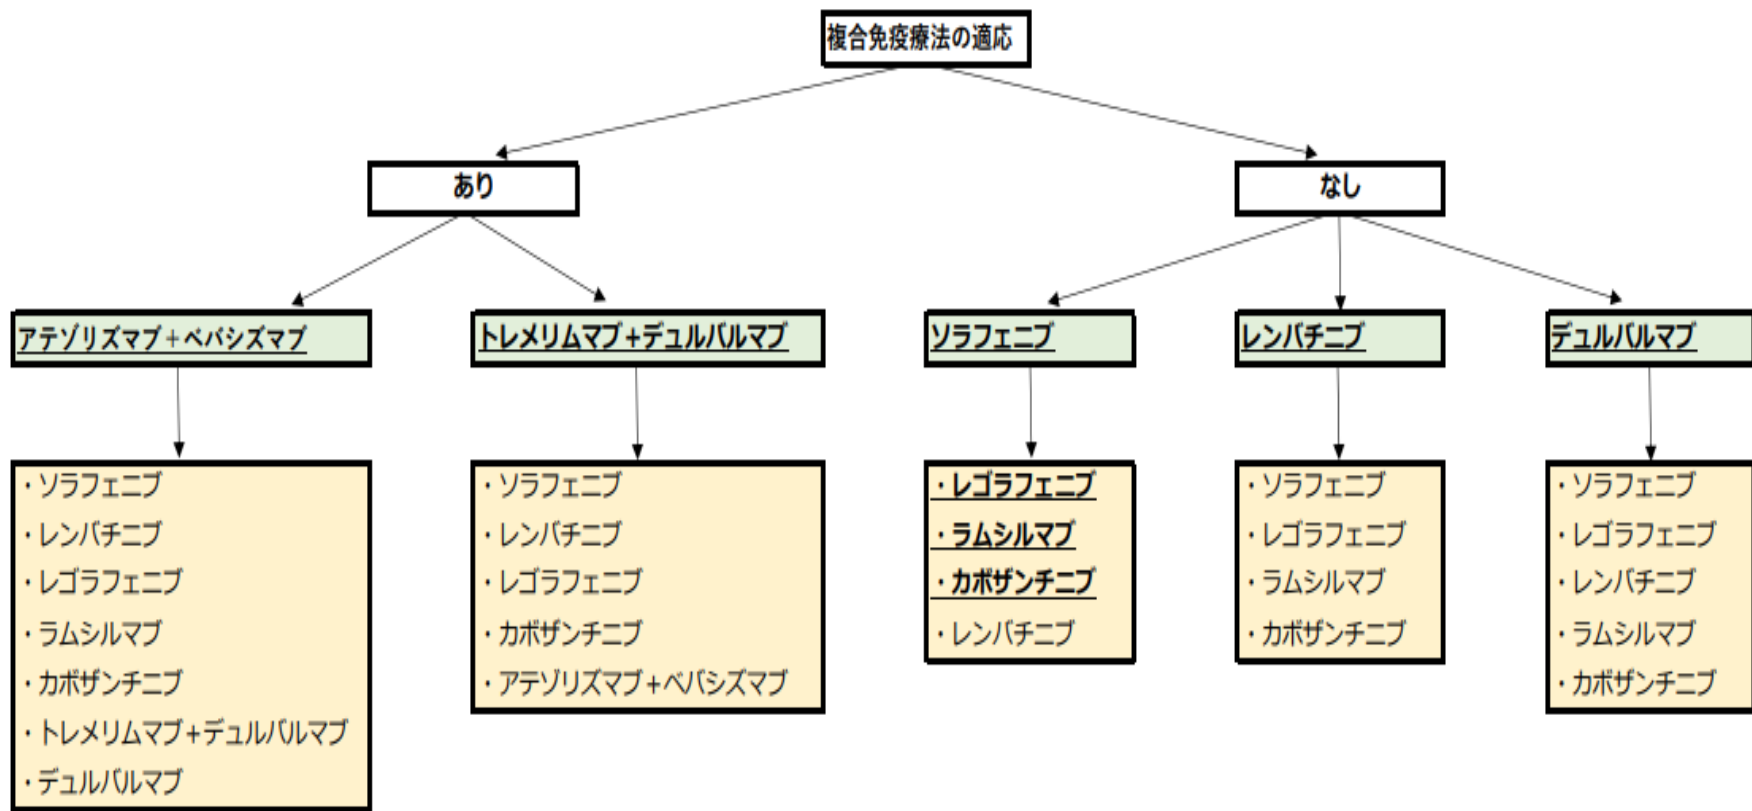 複合免疫療法の適応
あり
なし
アテゾリズマブ+ベバシズマブ
トレメリムマブ+デュルバルマブ
ソラフェニブ
レンバチニブ
デュルバルマブ
・ソラフェニブ
・レンバチニブ
・レゴラフェニブ
・ラムシルマブ
・カボザンチニブ
・トレメリムマブ+デュルバルマブ
・デュルバルマブ
・ソラフェニブ
・レンバチニブ
・レゴラフェニブ
・カボザンチニブ
・アテゾリズマブ+ベバシズマブ
・レゴラフェニブ
・ラムシルマブ
・カボザンチニブ
・レンバチニブ
・ソラフェニブ
・レゴラフェニブ
・ラムシルマブ
・カボザンチニブ
・ソラフェニブ
・レゴラフェニブ
・レンバチニブ
・ラムシルマブ
・カボザンチニブ